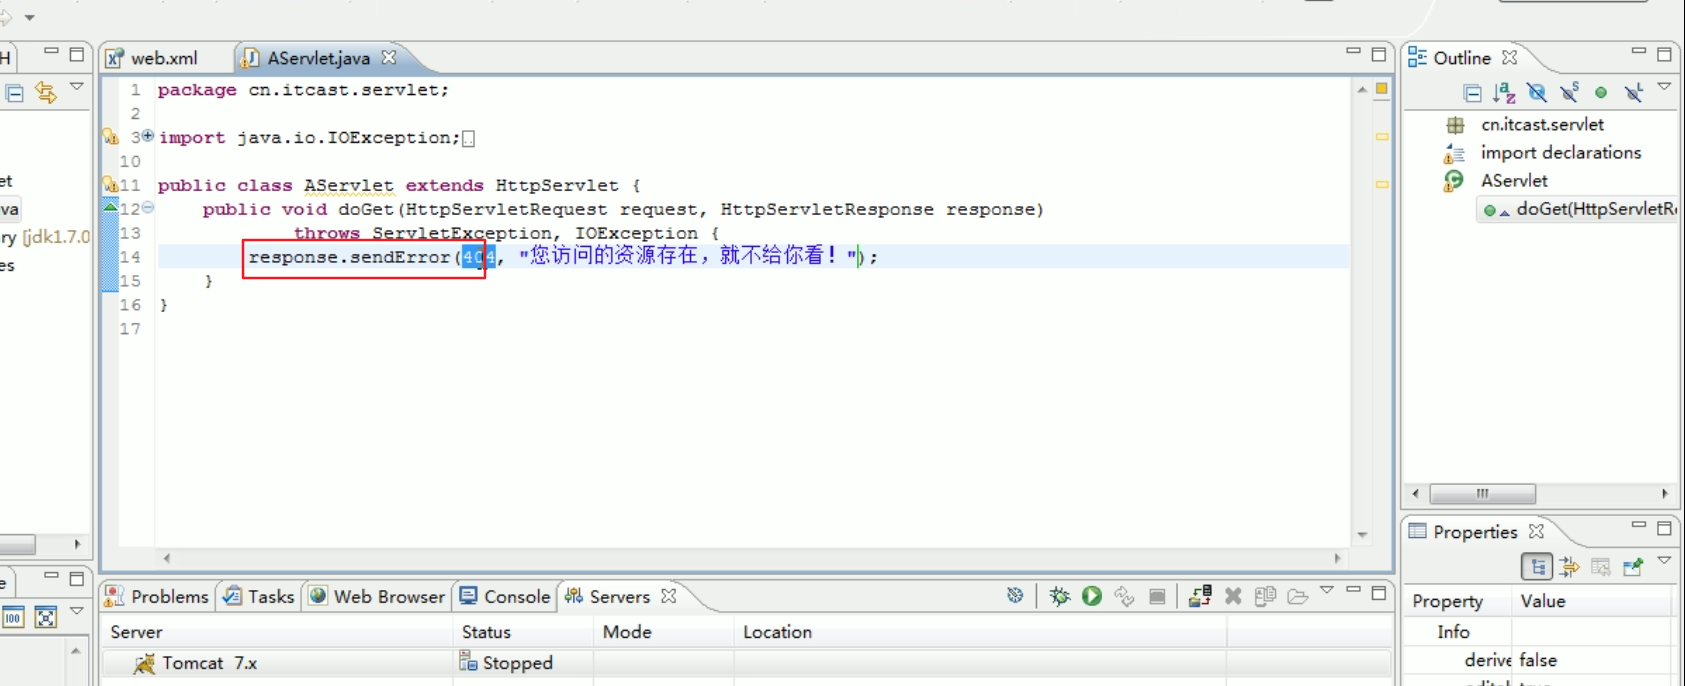 H
web.xml
AServlet.java
Outline
1 package cn.itcast.servlet;
2
3 import java.io.IOException;
10
11 public class AServlet extends HttpServlet {
12 public void doGet(HttpServletRequest request, HttpServletResponse response)
13 throws ServletException, IOException {
14 response.sendError(404, "您访问的资源存在，就不给你看！");
15 }
16 }
17
et
va
ry [jdk1.7.0
es
cn.itcast.servlet
import declarations
AServlet
doGet(HttpServletR
Properties
Property Value
Info
derive false
e
Problems
Tasks
Web Browser
Console
Servers
Server Status Mode Location
Tomcat 7.x Stopped